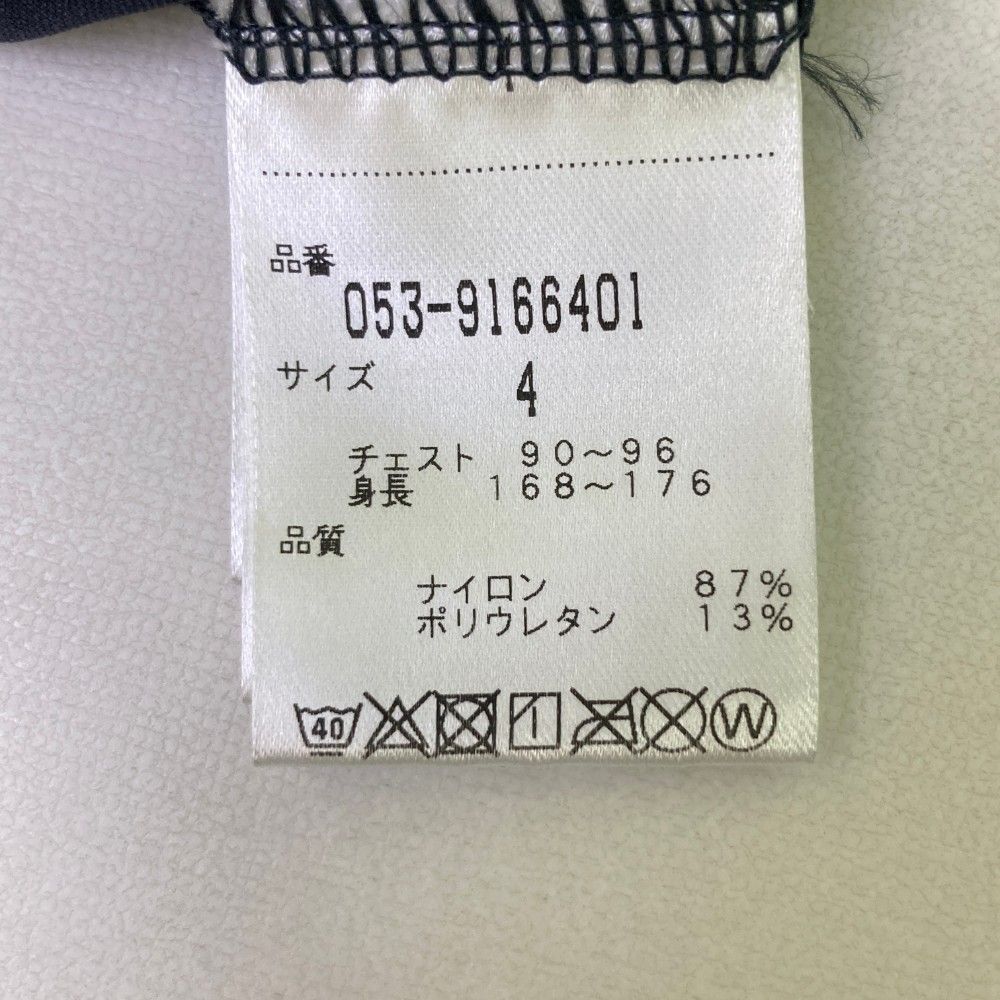 品番
053-9166401
サイズ 4
チェスト 90～96
身長 168～176
品質
ナイロン 87%
ポリウレタン 13%
40 W